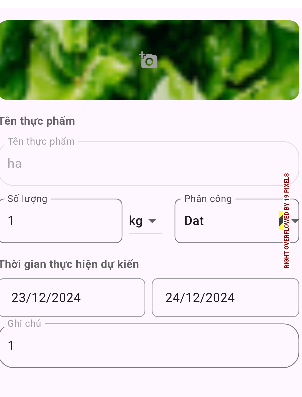 Tên thực phẩm
Tên thực phẩm
ha
Số lượng
1
kg
Phân công
Dat
RIGHT OVERFLOWED BY 19 PIXELS
Thời gian thực hiện dự kiến
23/12/2024
24/12/2024
Ghi chú
1